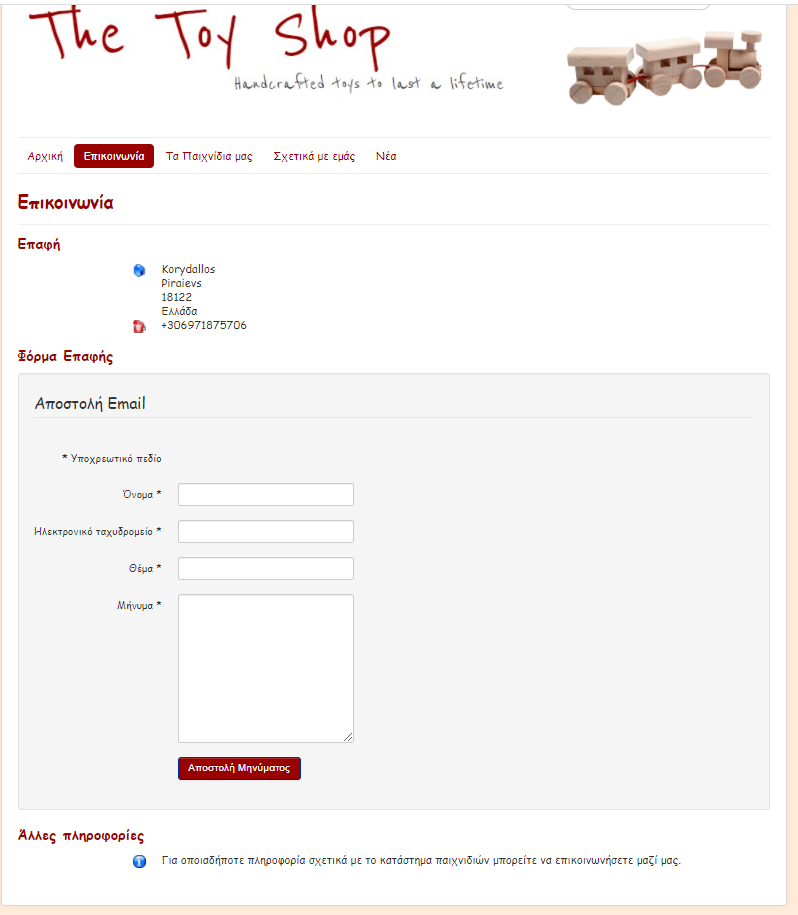 The Toy Shop
Handcrafted toys to last a lifetime
Αρχική Επικοινωνία Τα Παιχνίδια μας Σχετικά με εμάς Νέα
Επικοινωνία
Επαφή
Korydallos
Piraievs
18122
Ελλάδα
+306971875706
Φόρμα Επαφής
Αποστολή Email
* Υποχρεωτικό πεδίο
Όνομα *
Ηλεκτρονικό ταχυδρομείο *
Θέμα *
Μήνυμα *
Αποστολή Μηνύματος
Άλλες πληροφορίες
Για οποιαδήποτε πληροφορία σχετικά με το κατάστημα παιχνιδιών μπορείτε να επικοινωνήσετε μαζί μας.